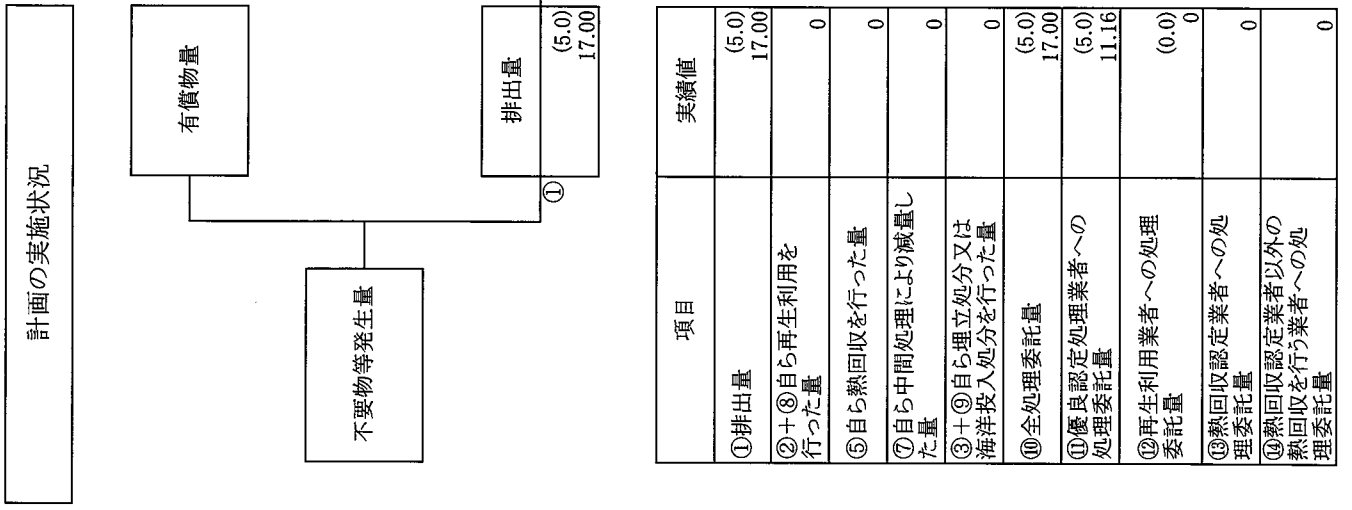 計画の実施状況
有償物量
不要物等発生量
排出量
(5.0)
17.00
①
項目
実績値
①排出量
(5.0)
17.00
②+⑧自ら再生利用を
行った量
0
⑤自ら熱回収を行った量
0
⑦自ら中間処理により減量し
た量
0
③+⑨自ら埋立処分又は
海洋投入処分を行った量
0
⑩全処理委託量
(5.0)
17.00
⑪優良認定処理業者への
処理委託量
(5.0)
11.16
⑫再生利用業者への処理
委託量
(0.0)
0
⑬熱回収認定業者への処
理委託量
0
⑭熱回収認定業者以外の
熱回収を行う業者への処
理委託量
0